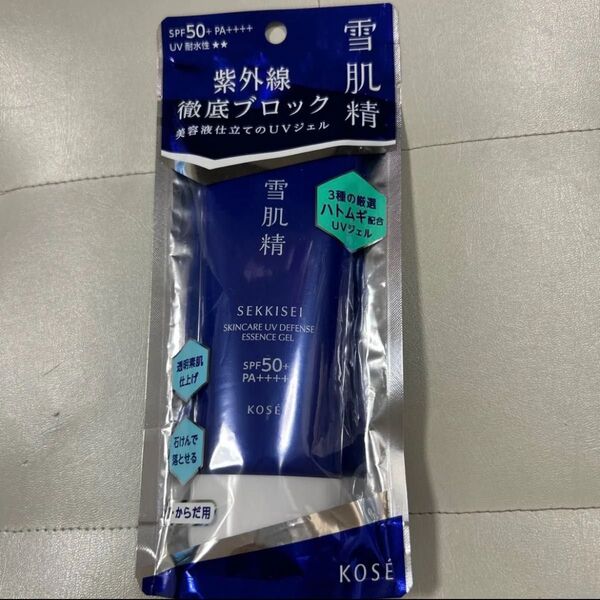 SPF50+ PA++++
UV 耐水性 ★★
雪肌精
紫外線
徹底ブロック
美容液仕立てのUVジェル
3種の厳選
ハトムギ配合
UVジェル
雪肌精
SEKKISEI
SKINCARE UV DEFENSE
ESSENCE GEL
SPF50+
PA++++
KOSÉ
透明素肌
仕上げ
石けんで
落とせる
・からだ用
KOSÉ